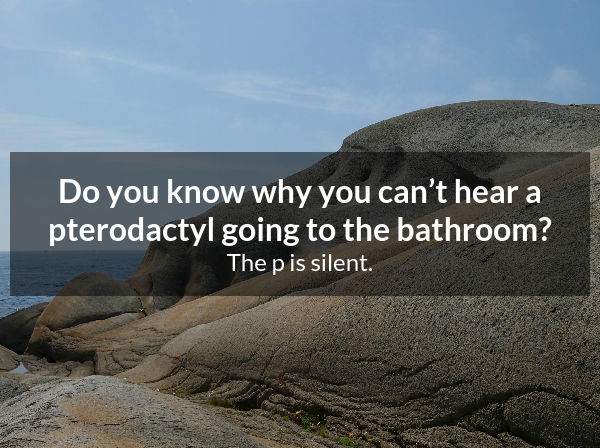 Do you know why you can’t hear a
pterodactyl going to the bathroom?
The p is silent.